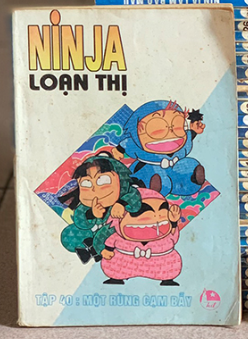 NINJA
LOẠN THỊ
TẬP 40 : MỘT RỪNG CẠM BẪY